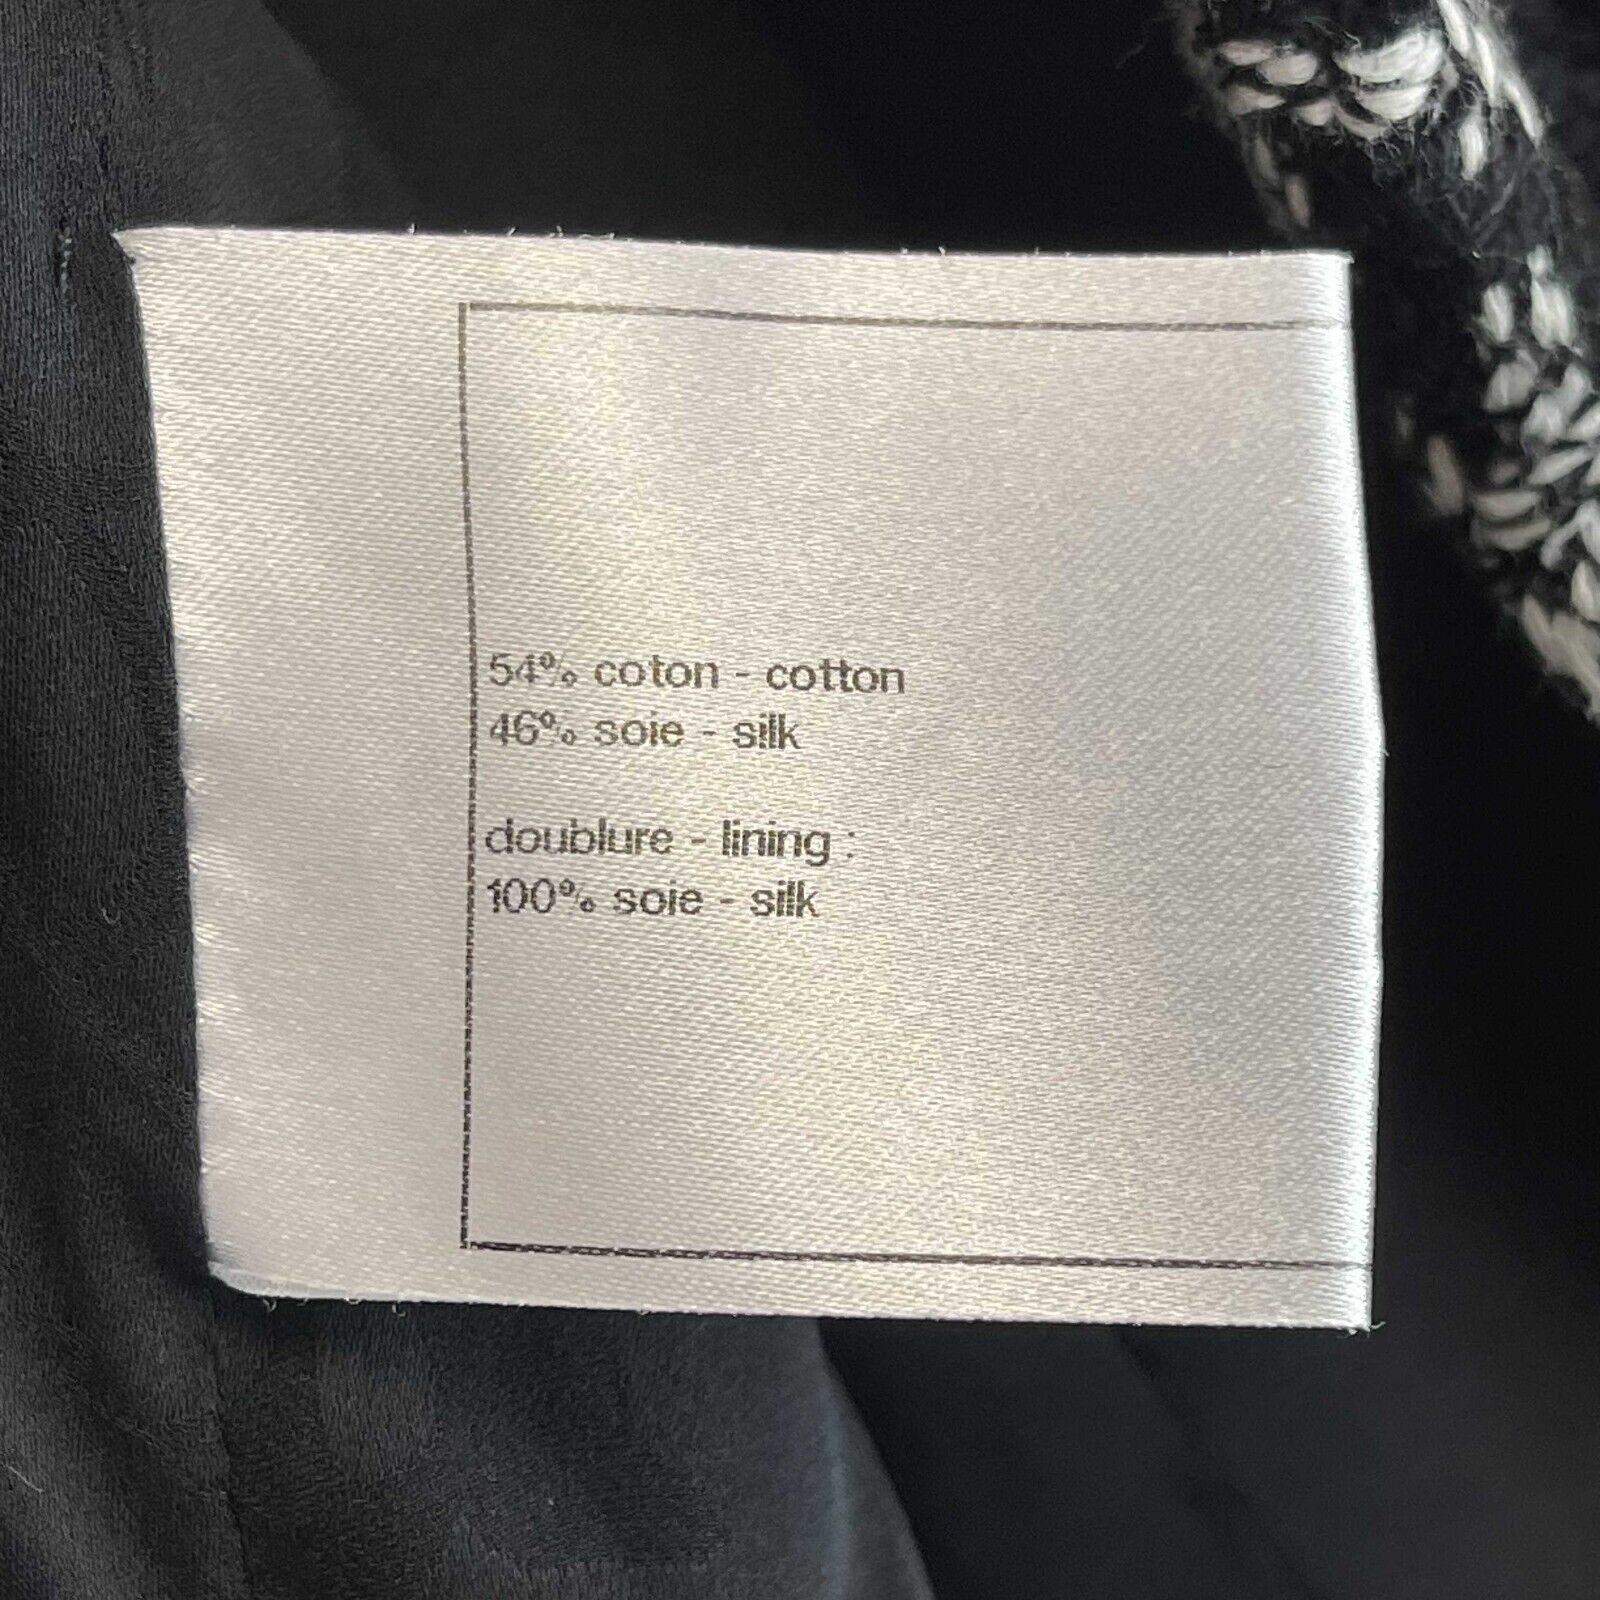 54% coton - cotton
46% soie - silk
doublure - lining :
100% soie - silk